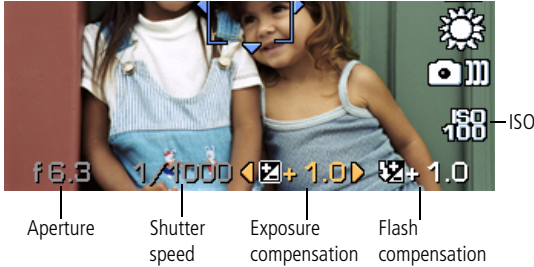 ISO
100
ISO
f 6.3 1/1000 + 1.0 + 1.0
Aperture Shutter speed Exposure compensation Flash compensation